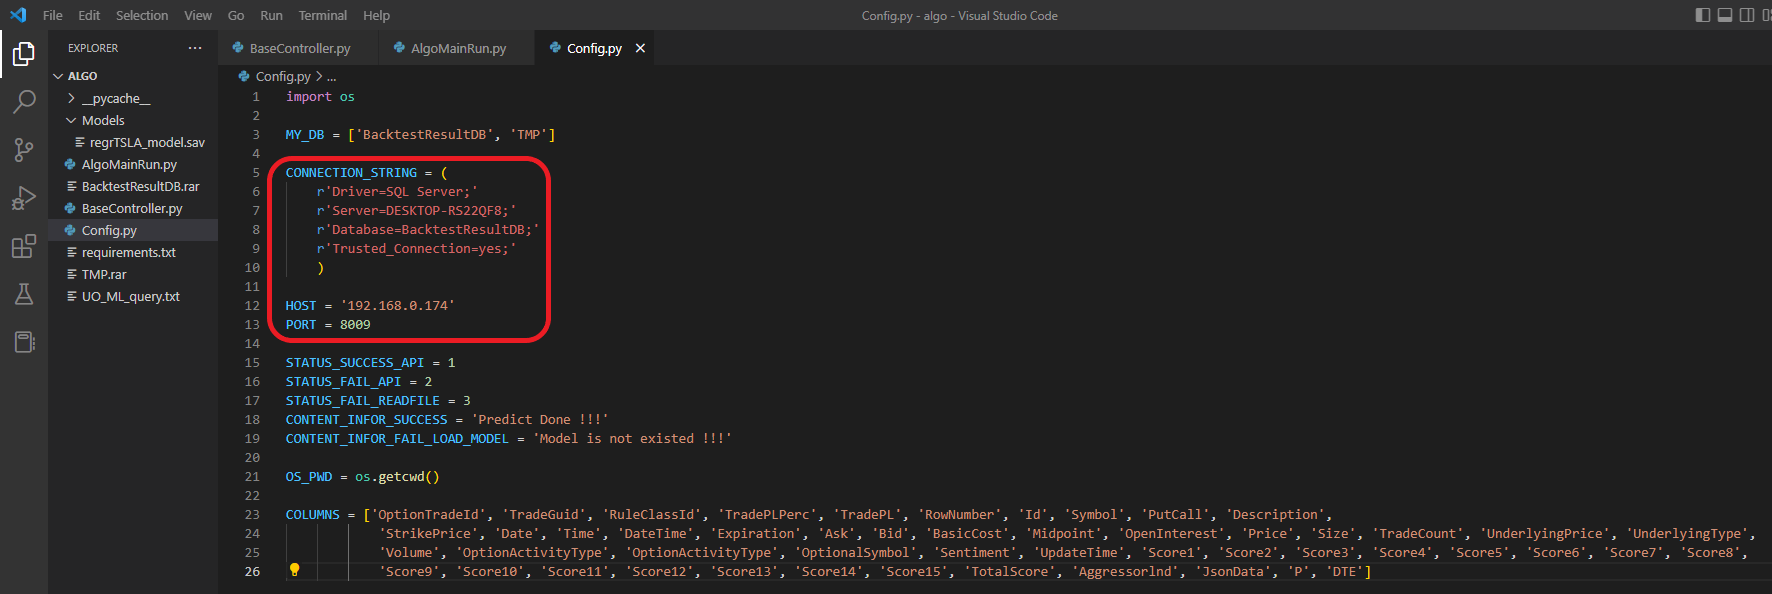 File Edit Selection View Go Run Terminal Help
Config.py - algo - Visual Studio Code
EXPLORER ...
BaseController.py AlgoMainRun.py Config.py
ALGO
__pycache__
Models
regrTSLA_model.sav
AlgoMainRun.py
BacktestResultDB.rar
BaseController.py
Config.py
requirements.txt
TMP.rar
UO_ML_query.txt
Config.py > ...
1 import os
2
3 MY_DB = ['BacktestResultDB', 'TMP']
4
5 CONNECTION_STRING = (
6 r'Driver=SQL Server;'
7 r'Server=DESKTOP-RS22QF8;'
8 r'Database=BacktestResultDB;'
9 r'Trusted_Connection=yes;'
10 )
11
12 HOST = '192.168.0.174'
13 PORT = 8009
14
15 STATUS_SUCCESS_API = 1
16 STATUS_FAIL_API = 2
17 STATUS_FAIL_READFILE = 3
18 CONTENT_INFOR_SUCCESS = 'Predict Done !!!'
19 CONTENT_INFOR_FAIL_LOAD_MODEL = 'Model is not existed !!!'
20
21 OS_PWD = os.getcwd()
22
23 COLUMNS = ['OptionTradeId', 'TradeGuid', 'RuleClassId', 'TradePLPerc', 'TradePL', 'RowNumber', 'Id', 'Symbol', 'PutCall', 'Description',
24 'StrikePrice', 'Date', 'Time', 'DateTime', 'Expiration', 'Ask', 'Bid', 'BasicCost', 'Midpoint', 'OpenInterest', 'Price', 'Size', 'TradeCount', 'UnderlyingPrice', 'UnderlyingType',
25 'Volume', 'OptionActivityType', 'OptionActivityType', 'OptionalSymbol', 'Sentiment', 'UpdateTime', 'Score1', 'Score2', 'Score3', 'Score4', 'Score5', 'Score6', 'Score7', 'Score8',
26 'Score9', 'Score10', 'Score11', 'Score12', 'Score13', 'Score14', 'Score15', 'TotalScore', 'AggressorInd', 'JsonData', 'P', 'DTE']